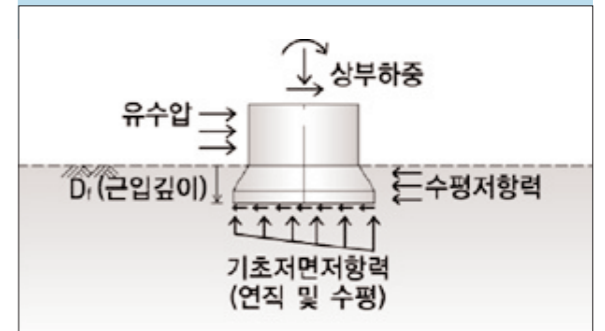 상부하중
유수압
Df (근입깊이)
수평저항력
기초저면저항력
(연직 및 수평)